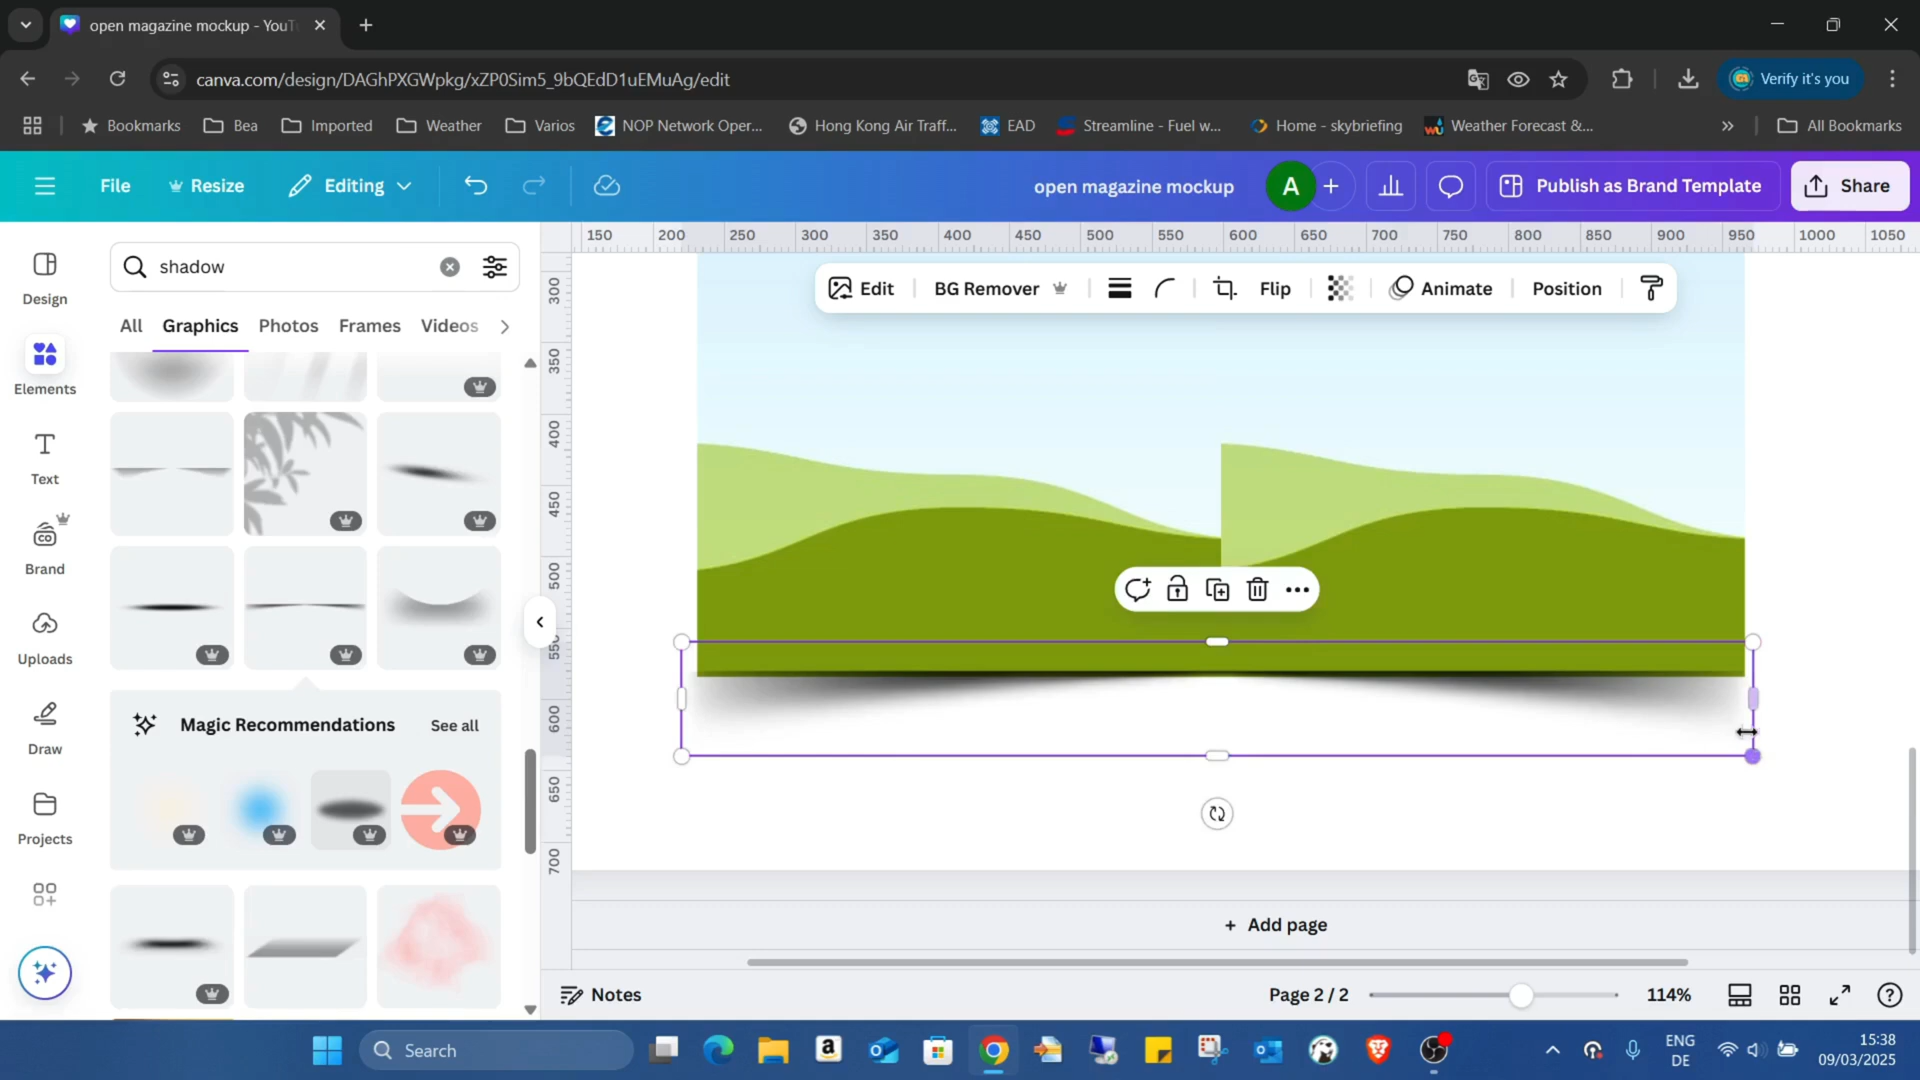 open magazine mockup - YouT
canva.com/design/DAGhPXGWpkg/xZP0Sim5_9bQEdD1uEMuAg/edit
Verify it's you
Bookmarks
Bea
Imported
Weather
Varios
NOP Network Oper...
Hong Kong Air Traff...
EAD
Streamline - Fuel w...
Home - skybriefing
Weather Forecast &...
All Bookmarks
File
Resize
Editing
open magazine mockup
A
Publish as Brand Template
Share
Design
Elements
Text
Brand
Uploads
Draw
Projects
shadow
All
Graphics
Photos
Frames
Videos
Magic Recommendations
See all
150 200 250 300 350 400 450 500 550 600 650 700 750 800 850 900 950 1000 1050
300
350
400
450
500
550
600
650
700
Edit
BG Remover
Flip
Animate
Position
+ Add page
Notes
Page 2 / 2
114%
Search
ENG
DE
15:38
09/03/2025